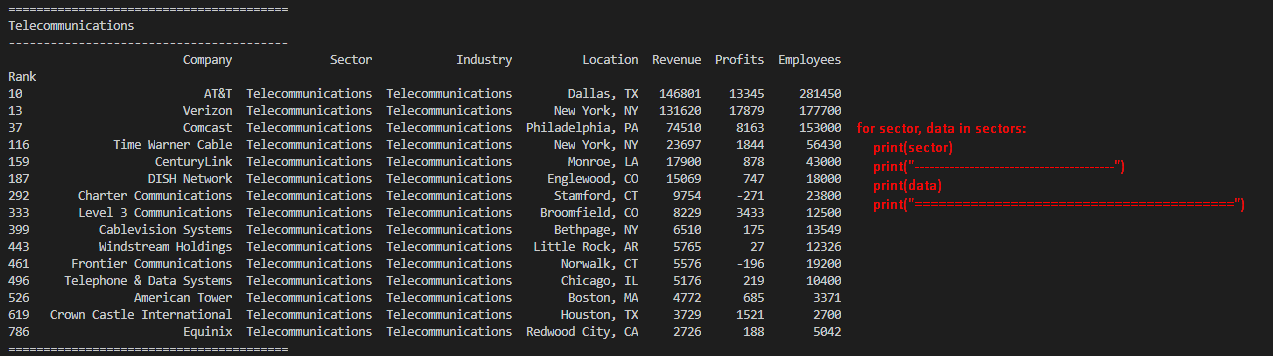 ========================================
Telecommunications
----------------------------------------
Company Sector Industry Location Revenue Profits Employees
Rank
10 AT&T Telecommunications Telecommunications Dallas, TX 146801 13345 281450
13 Verizon Telecommunications Telecommunications New York, NY 131620 17879 177700
37 Comcast Telecommunications Telecommunications Philadelphia, PA 74510 8163 153000
116 Time Warner Cable Telecommunications Telecommunications New York, NY 23697 1844 56430
159 CenturyLink Telecommunications Telecommunications Monroe, LA 17900 878 43000
187 DISH Network Telecommunications Telecommunications Englewood, CO 15069 747 18000
292 Charter Communications Telecommunications Telecommunications Stamford, CT 9754 -271 23800
333 Level 3 Communications Telecommunications Telecommunications Broomfield, CO 8229 3433 12500
399 Cablevision Systems Telecommunications Telecommunications Bethpage, NY 6510 175 13549
443 Windstream Holdings Telecommunications Telecommunications Little Rock, AR 5765 27 12326
461 Frontier Communications Telecommunications Telecommunications Norwalk, CT 5576 -196 19200
496 Telephone & Data Systems Telecommunications Telecommunications Chicago, IL 5176 219 10400
526 American Tower Telecommunications Telecommunications Boston, MA 4772 685 3371
619 Crown Castle International Telecommunications Telecommunications Houston, TX 3729 1521 2700
786 Equinix Telecommunications Telecommunications Redwood City, CA 2726 188 5042
========================================
for sector, data in sectors:
print(sector)
print("----------------------------------------")
print(data)
print("========================================")